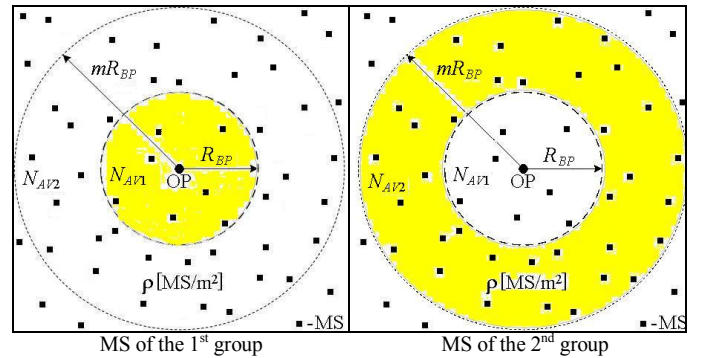 mR_BP
R_BP
N_AV2
N_AV1
OP
ρ[MS/m²]
-MS
MS of the 1st group
mR_BP
R_BP
N_AV2
N_AV1
OP
ρ[MS/m²]
-MS
MS of the 2nd group